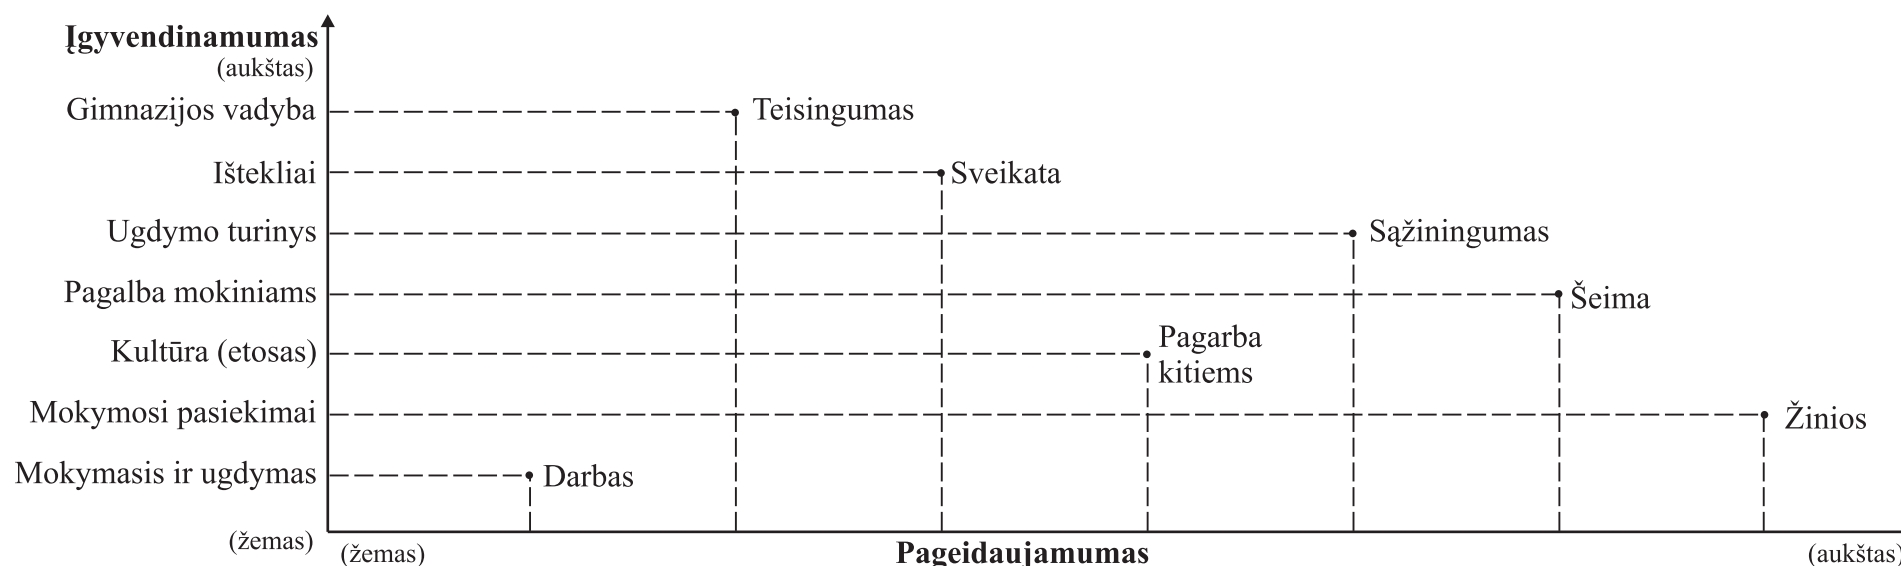 Įgyvendinamumas
(aukštas)
Gimnazijos vadyba
Teisingumas
Ištekliai
Sveikata
Ugdymo turinys
Sąžiningumas
Pagalba mokiniams
Šeima
Kultūra (etosas)
Pagarba
kitiems
Mokymosi pasiekimai
Žinios
Mokymasis ir ugdymas
Darbas
(žemas)
(žemas)
Pageidaujamumas
(aukštas)